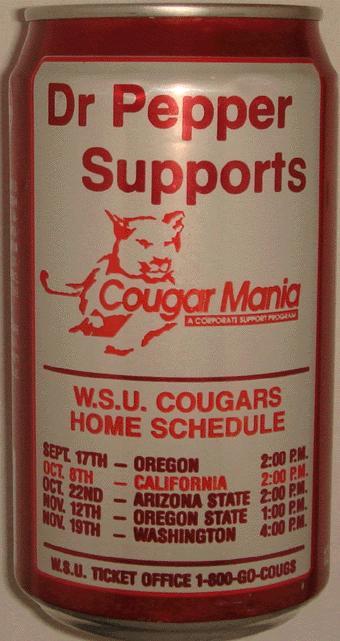 Dr Pepper
Supports
Cougar Mania
A CORPORATE SUPPORT PROGRAM
W.S.U. COUGARS
HOME SCHEDULE
SEPT. 17TH – OREGON 2:00 P.M.
OCT. 8TH – CALIFORNIA 2:00 P.M.
OCT. 22ND – ARIZONA STATE 2:00 P.M.
NOV. 12TH – OREGON STATE 1:00 P.M.
NOV. 19TH – WASHINGTON 4:00 P.M.
W.S.U. TICKET OFFICE 1-800-GO-COUGS